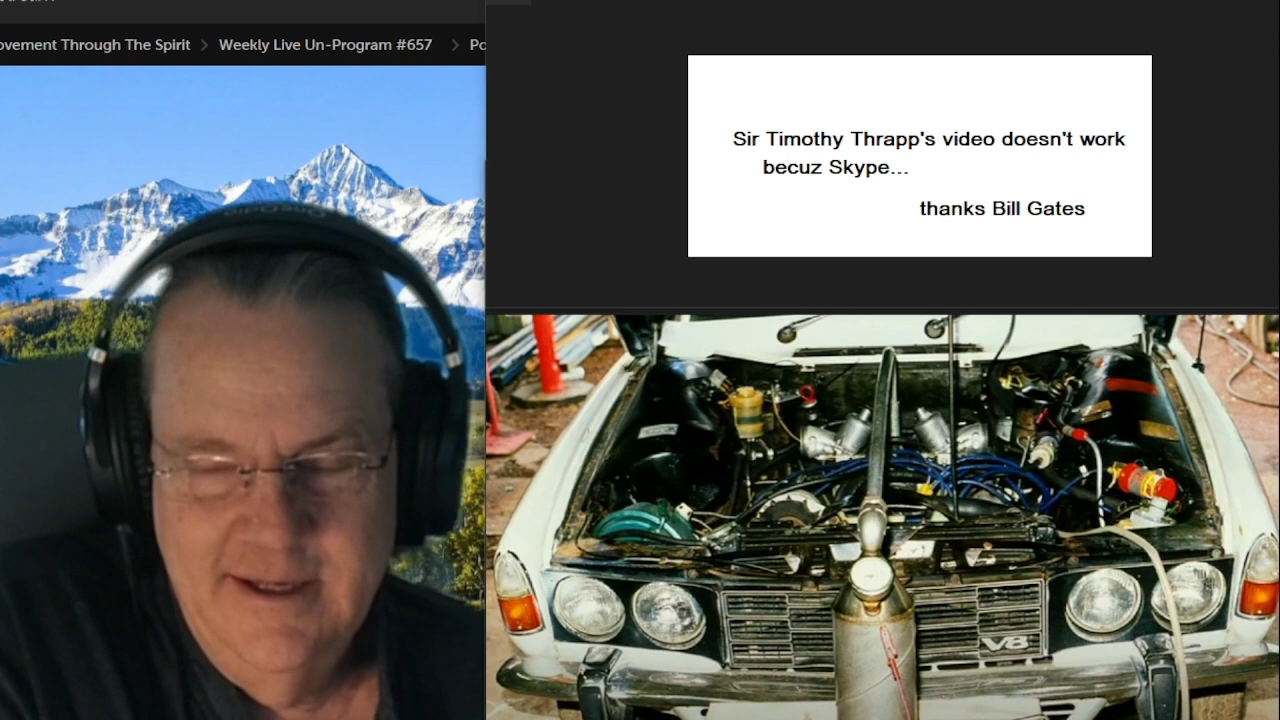 ovement Through The Spirit > Weekly Live Un-Program #657 > Po
Sir Timothy Thrapp's video doesn't work
becuz Skype...
thanks Bill Gates
V8